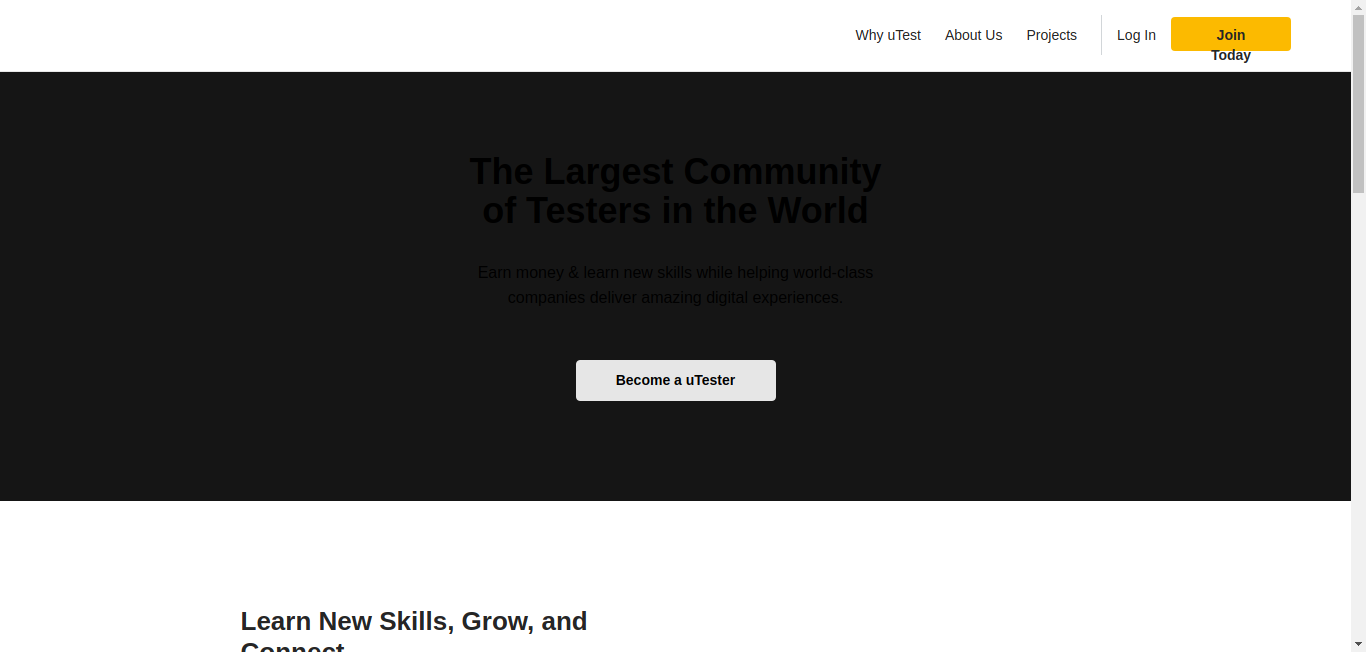 Why uTest About Us Projects Log In Join
Today
The Largest Community
of Testers in the World
Earn money & learn new skills while helping world-class
companies deliver amazing digital experiences.
Become a uTester
Learn New Skills, Grow, and
Connect